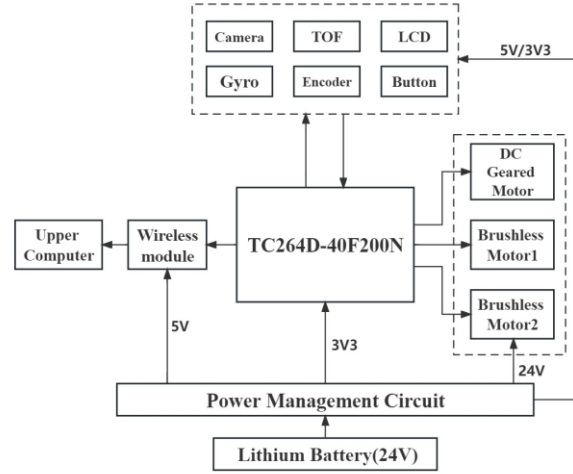 Camera
TOF
LCD
Gyro
Encoder
Button
5V/3V3
DC
Geared
Motor
Upper
Computer
Wireless
module
TC264D-40F200N
Brushless
Motor1
Brushless
Motor2
5V
3V3
24V
Power Management Circuit
Lithium Battery(24V)